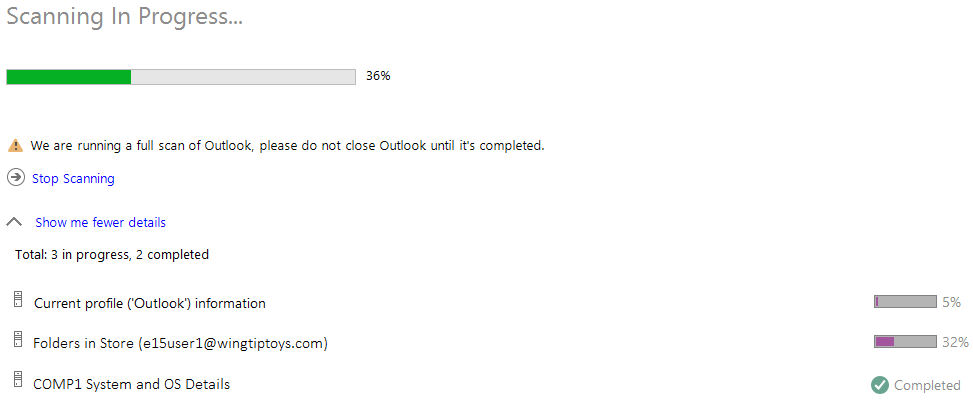 Scanning In Progress...
36%
We are running a full scan of Outlook, please do not close Outlook until it's completed.
Stop Scanning
Show me fewer details
Total: 3 in progress, 2 completed
Current profile ('Outlook') information 5%
Folders in Store (e15user1@wingtiptoys.com) 32%
COMP1 System and OS Details Completed